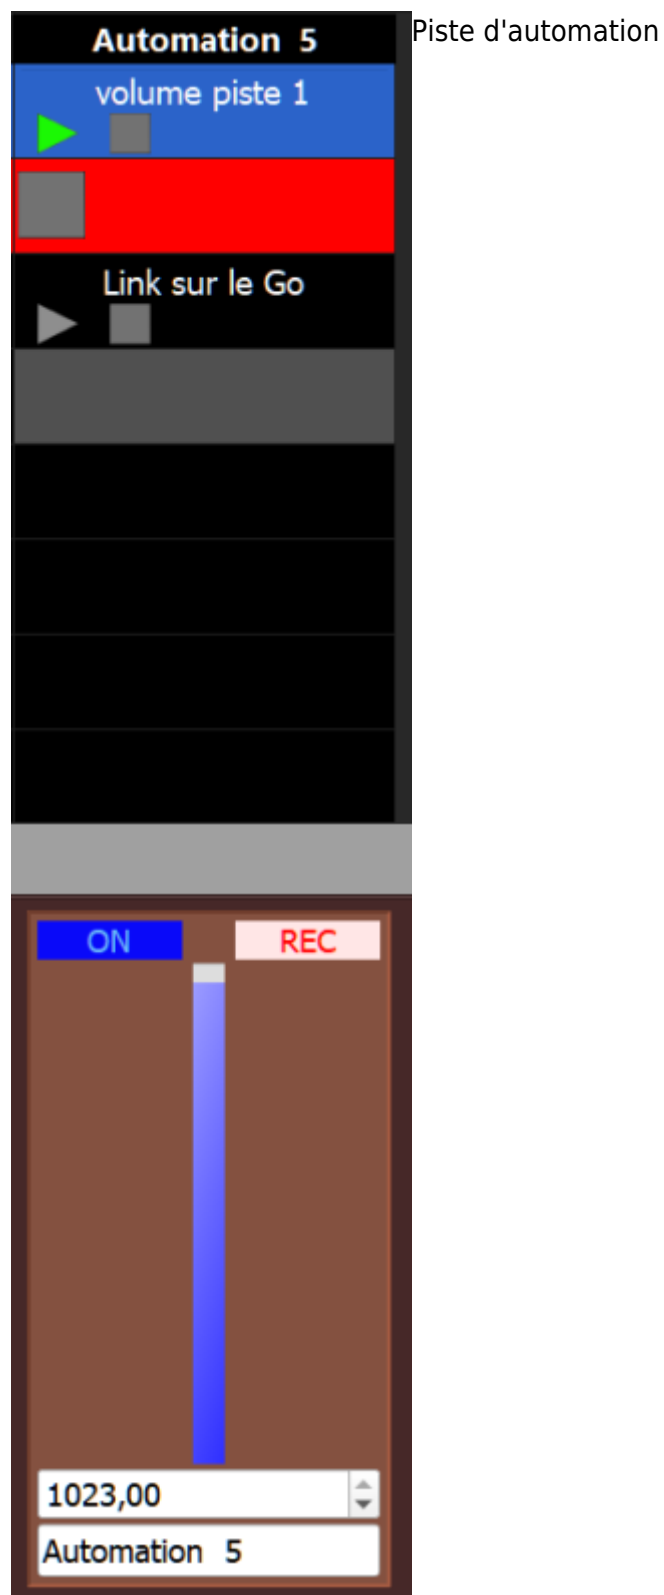 Automation 5
Piste d'automation
volume piste 1
Link sur le Go
ON
REC
1023,00
Automation 5